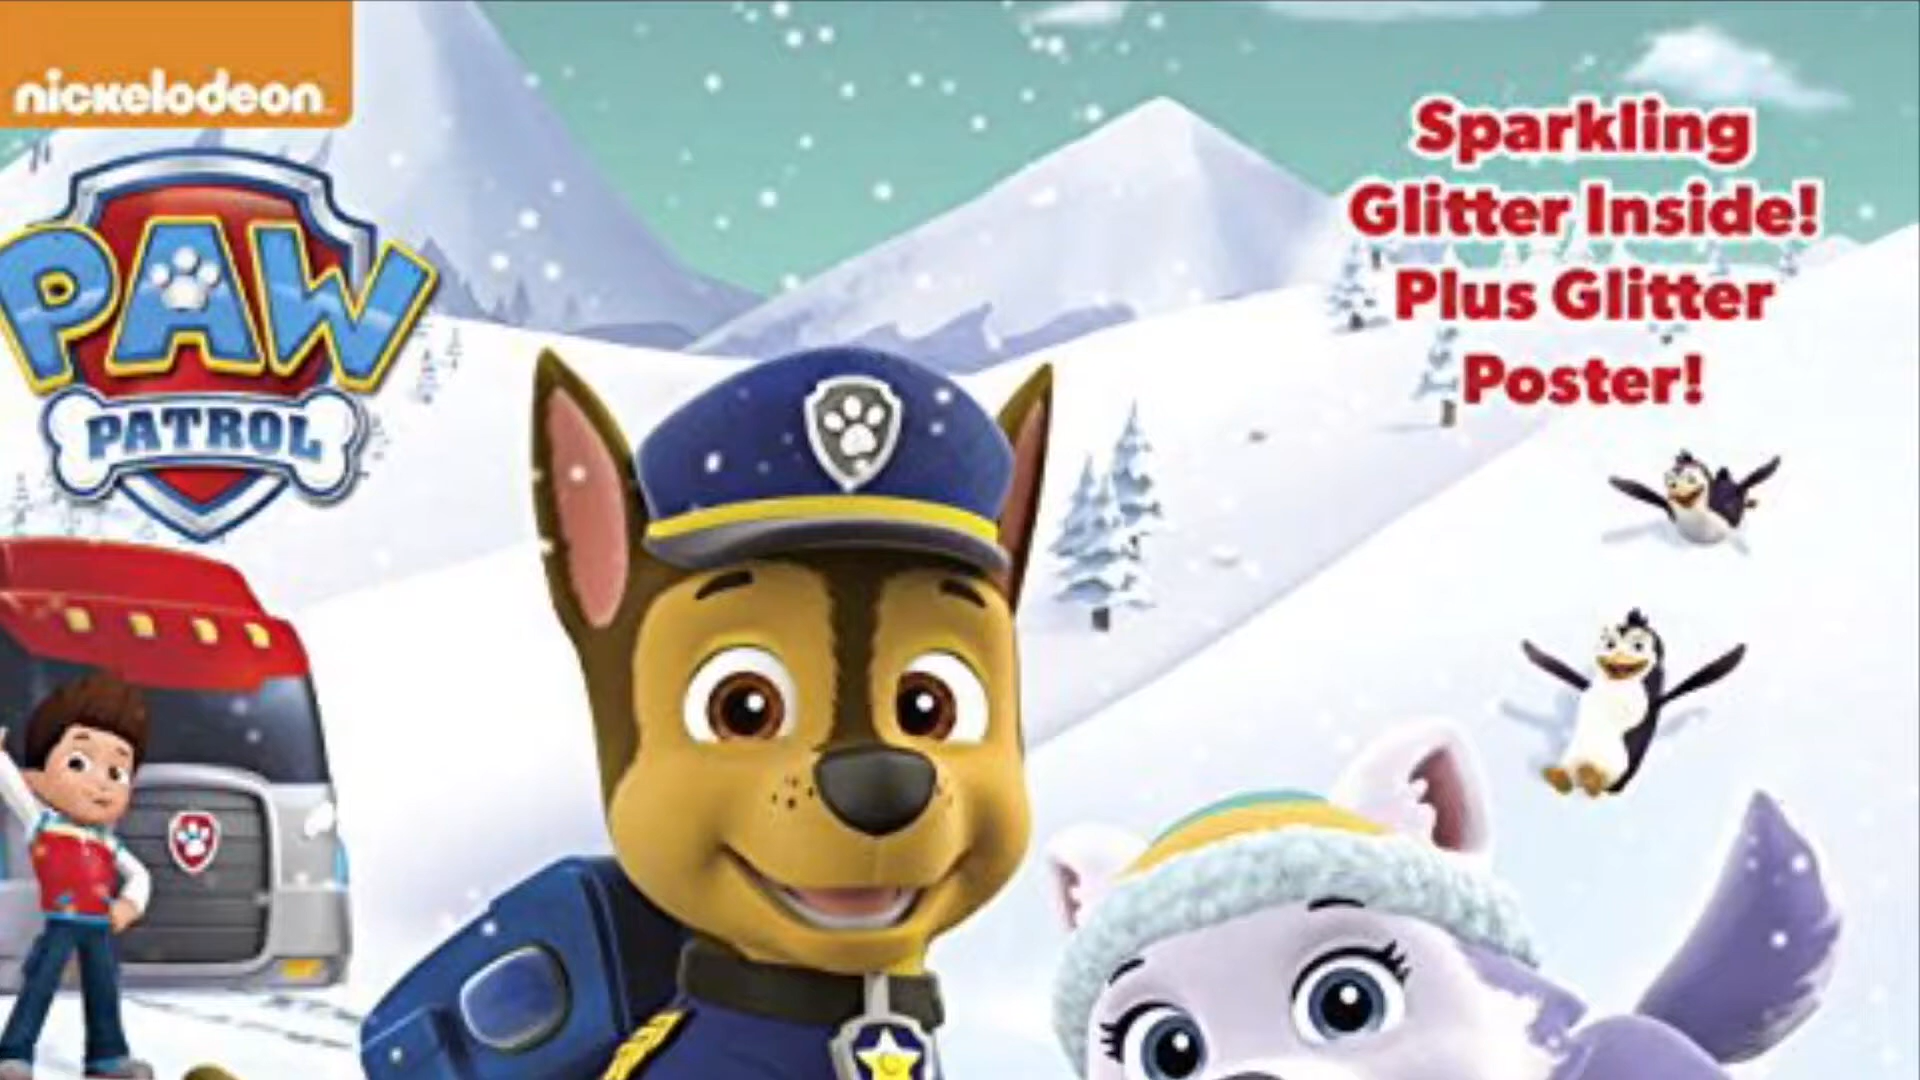 nickelodeon
PAW
PATROL
Sparkling
Glitter Inside!
Plus Glitter
Poster!